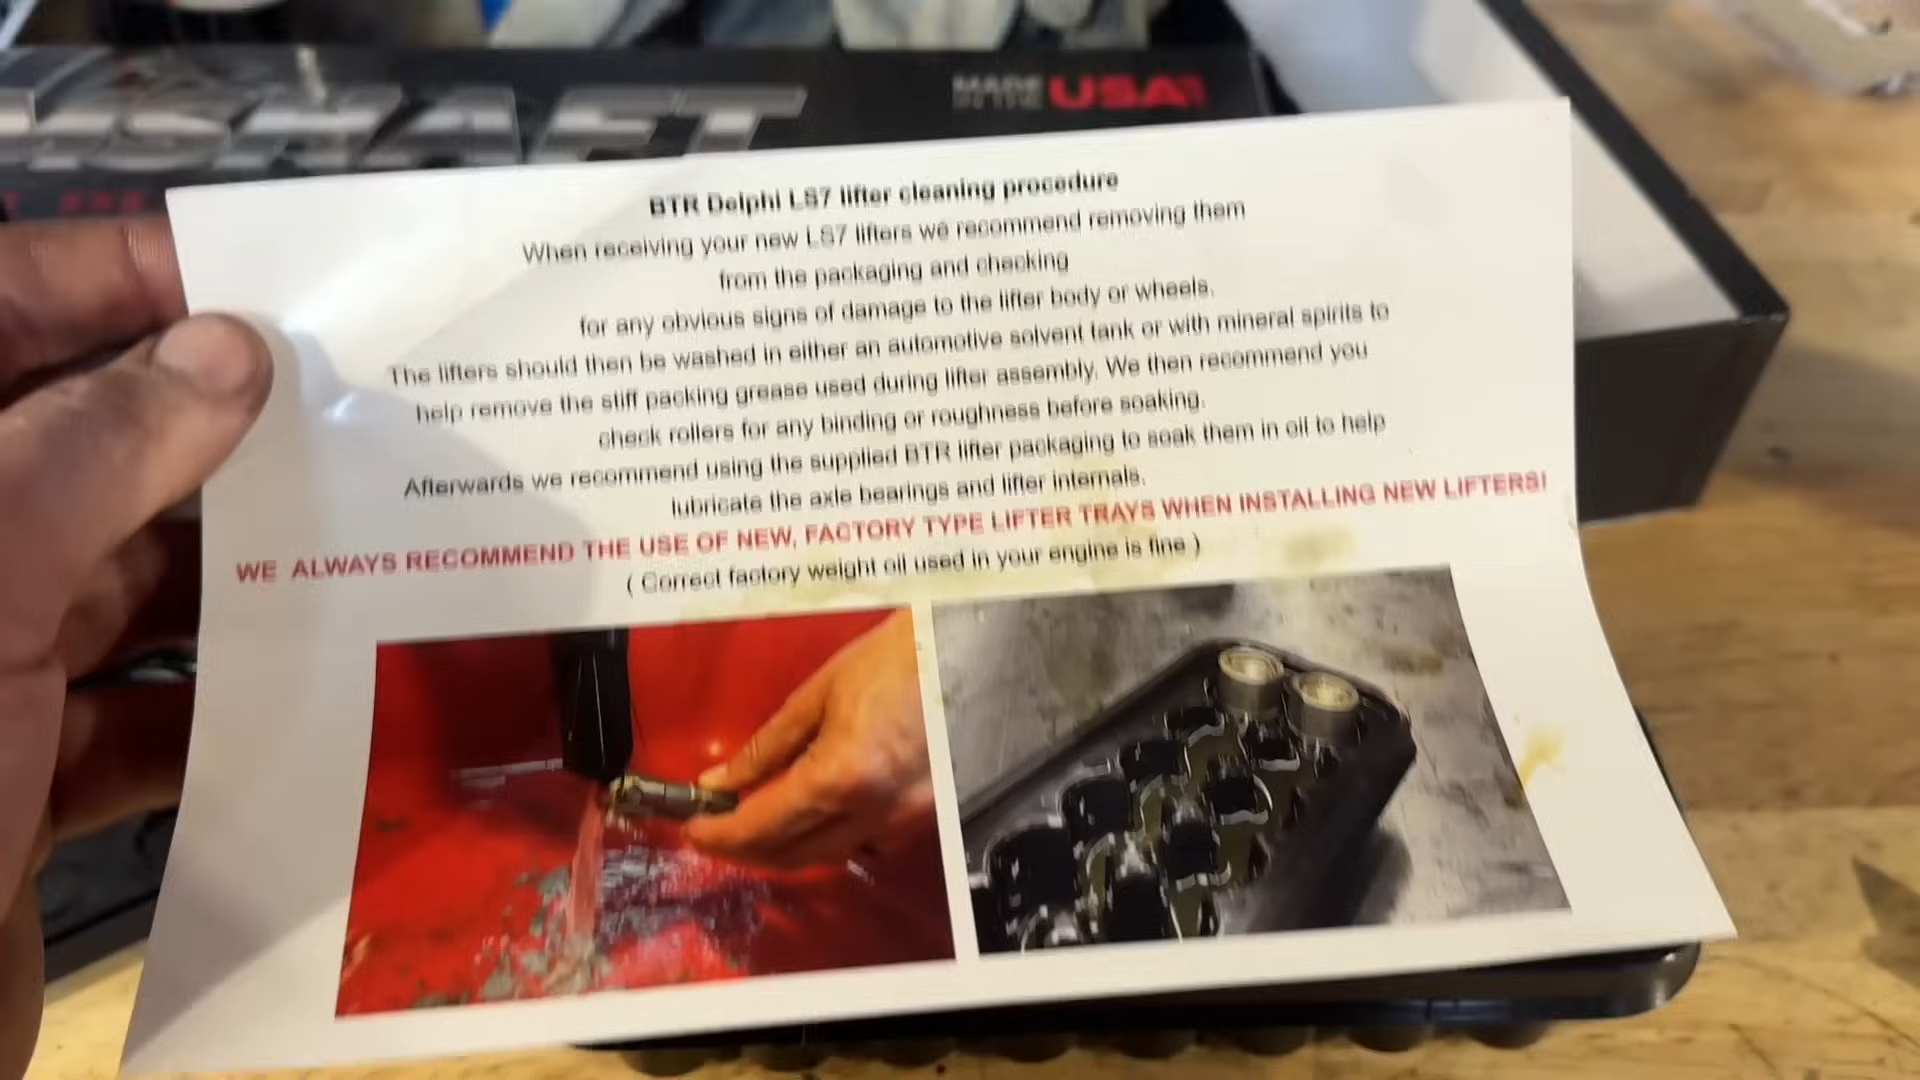 SHAFT
MADE
IN THE
USA
BTR Delphi LS7 lifter cleaning procedure
When receiving your new LS7 lifters we recommend removing them
from the packaging and checking
for any obvious signs of damage to the lifter body or wheels.
The lifters should then be washed in either an automotive solvent tank or with mineral spirits to
help remove the stiff packing grease used during lifter assembly. We then recommend you
check rollers for any binding or roughness before soaking.
Afterwards we recommend using the supplied BTR lifter packaging to soak them in oil to help
lubricate the axle bearings and lifter internals.
WE ALWAYS RECOMMEND THE USE OF NEW, FACTORY TYPE LIFTER TRAYS WHEN INSTALLING NEW LIFTERS!
( Correct factory weight oil used in your engine is fine )